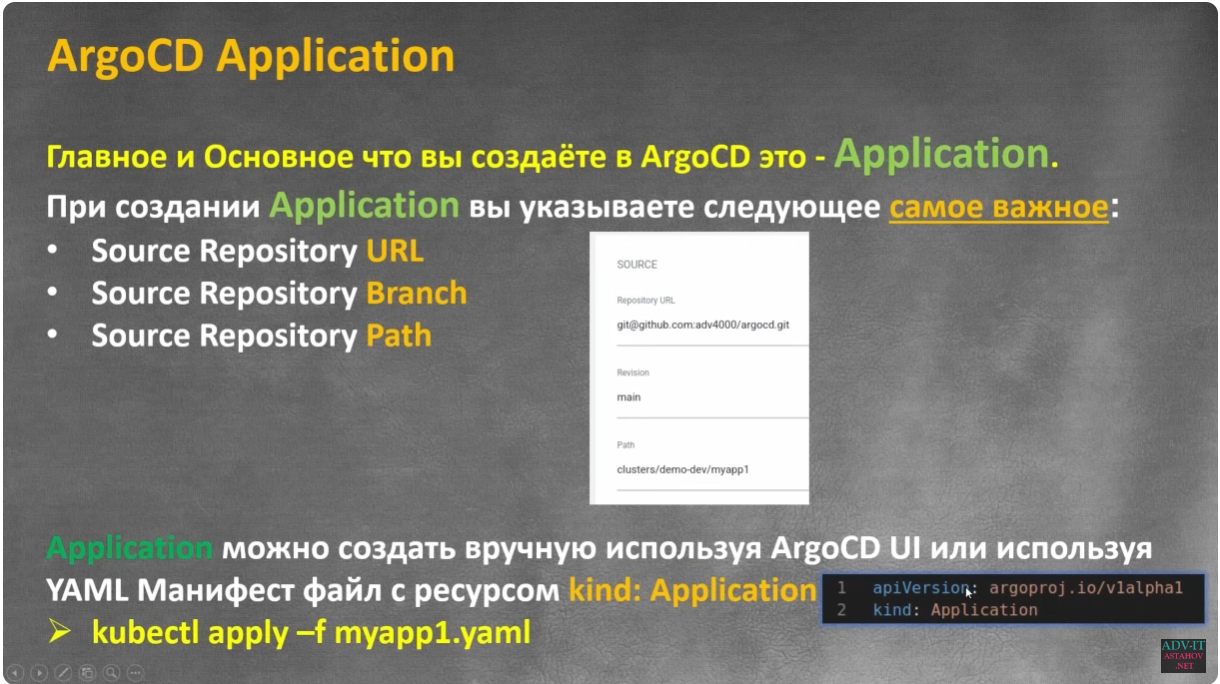 ArgoCD Application
Главное и Основное что вы создаёте в ArgoCD это - Application.
При создании Application вы указываете следующее самое важное:
• Source Repository URL
• Source Repository Branch
• Source Repository Path
SOURCE
Repository URL
git@github.com:adv4000/argocd.git
Revision
main
Path
clusters/demo-dev/myapp1
Application можно создать вручную используя ArgoCD UI или используя
YAML Манифест файл с ресурсом kind: Application
1 apiVersion: argoproj.io/v1alpha1
2 kind: Application
➢ kubectl apply –f myapp1.yaml
ADV-IT
ASTAHOV
.NET